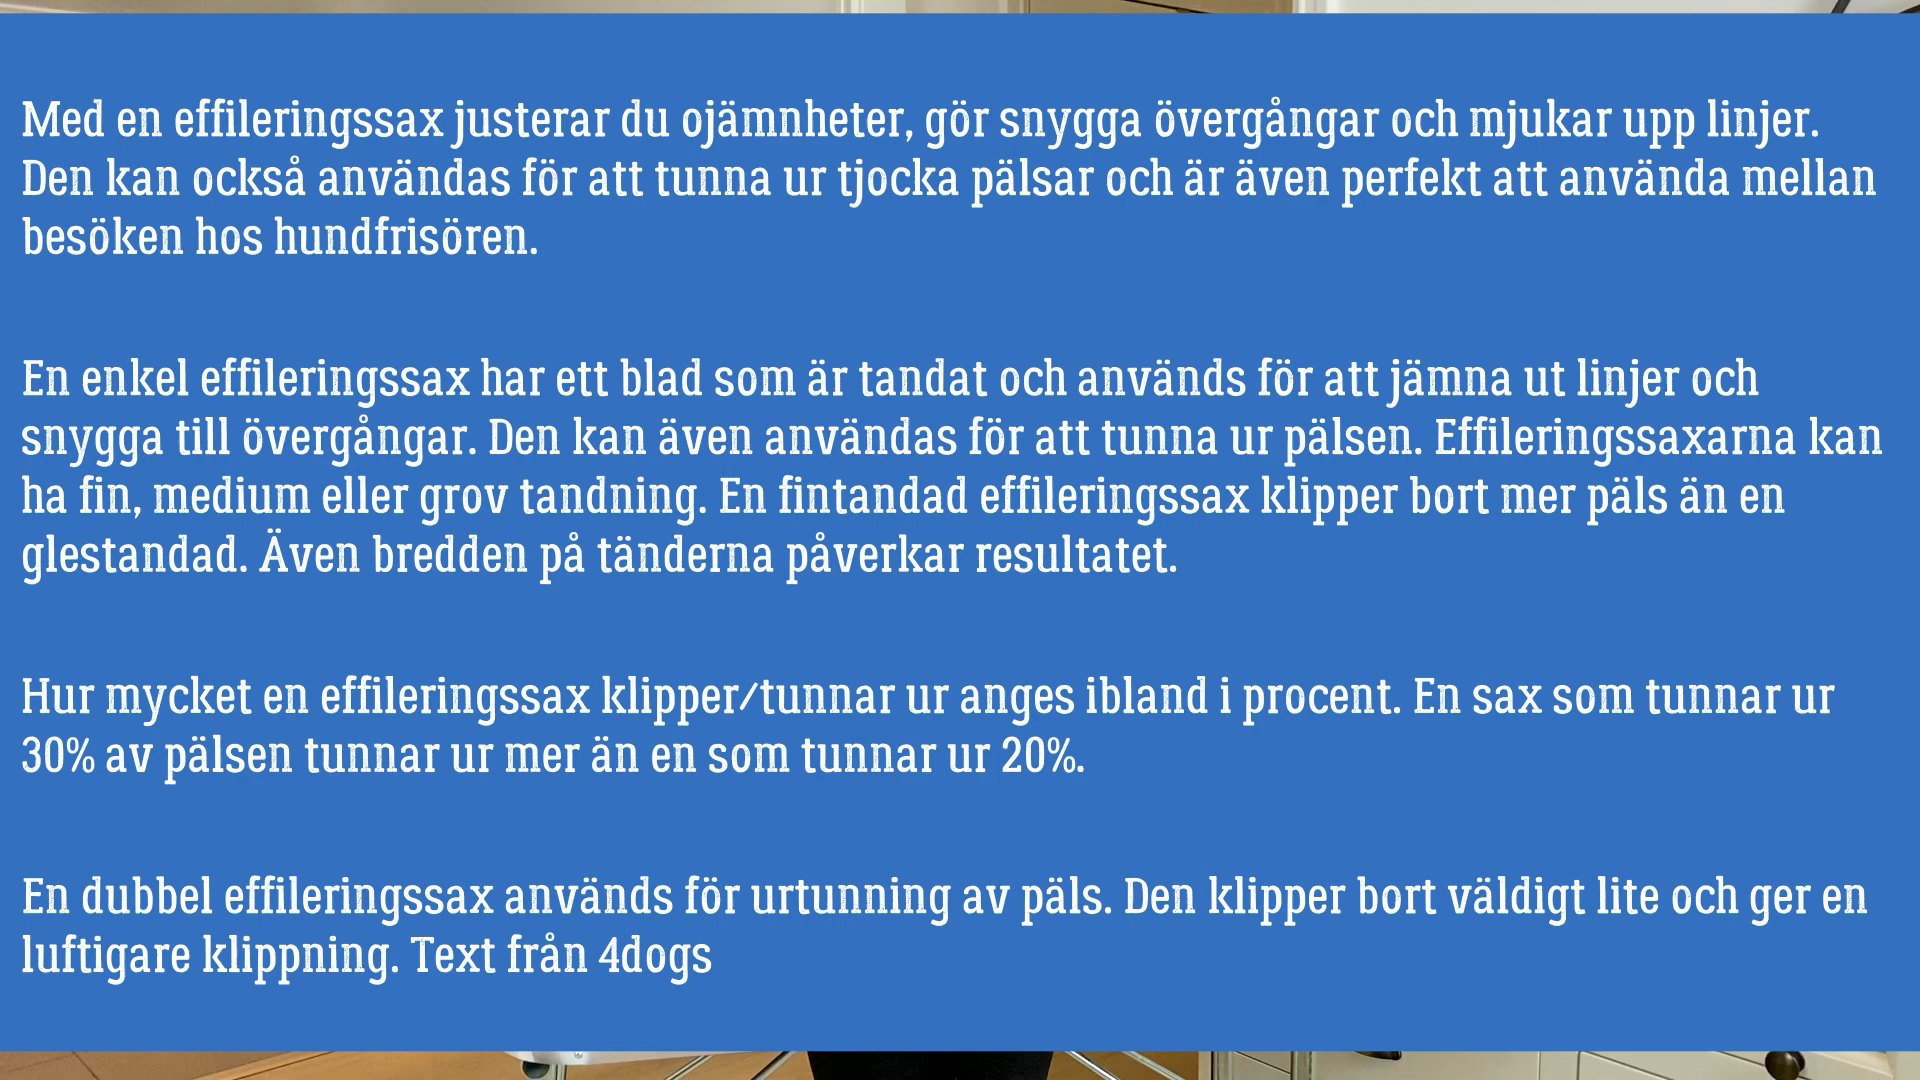 Med en effileringssax justerar du ojämnheter, gör snygga övergångar och mjukar upp linjer.
Den kan också användas för att tunna ur tjocka pälsar och är även perfekt att använda mellan
besöken hos hundfrisören.
En enkel effileringssax har ett blad som är tandat och används för att jämna ut linjer och
snygga till övergångar. Den kan även användas för att tunna ur pälsen. Effileringssaxarna kan
ha fin, medium eller grov tandning. En fintandad effileringssax klipper bort mer päls än en
glestandad. Även bredden på tänderna påverkar resultatet.
Hur mycket en effileringssax klipper/tunnar ur anges ibland i procent. En sax som tunnar ur
30% av pälsen tunnar ur mer än en som tunnar ur 20%.
En dubbel effileringssax används för urtunning av päls. Den klipper bort väldigt lite och ger en
luftigare klippning. Text från 4dogs